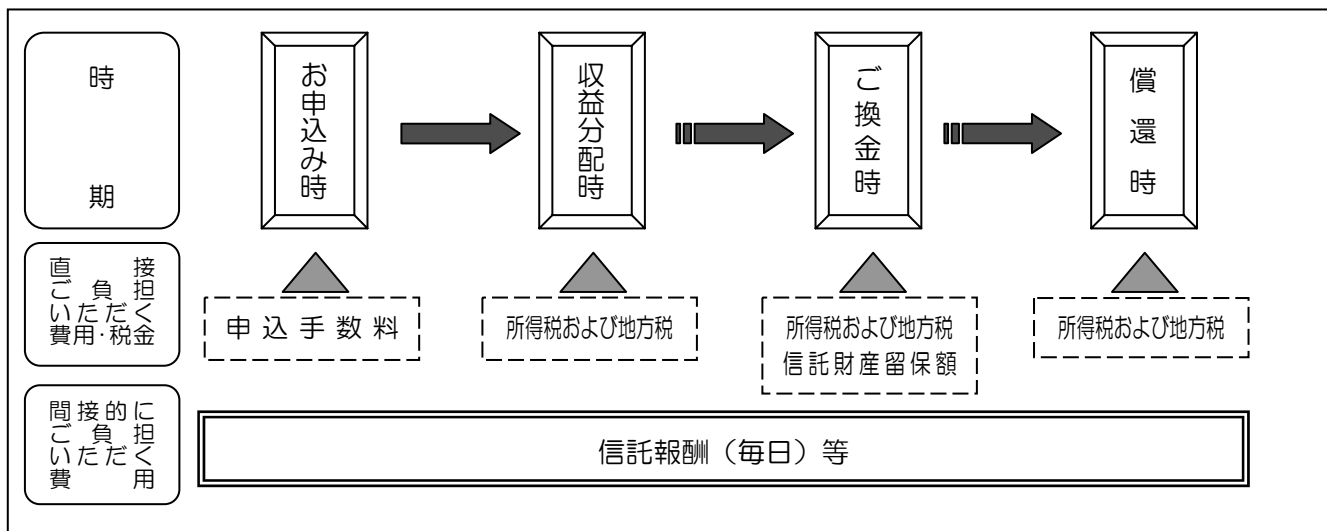 時期
お申込み時
収益分配時
ご換金時
償還時
直接
ご負担
いただく
費用・税金
申込手数料
所得税および地方税
所得税および地方税
信託財産留保額
所得税および地方税
間接的に
ご負担
いただく
費用
信託報酬（毎日）等